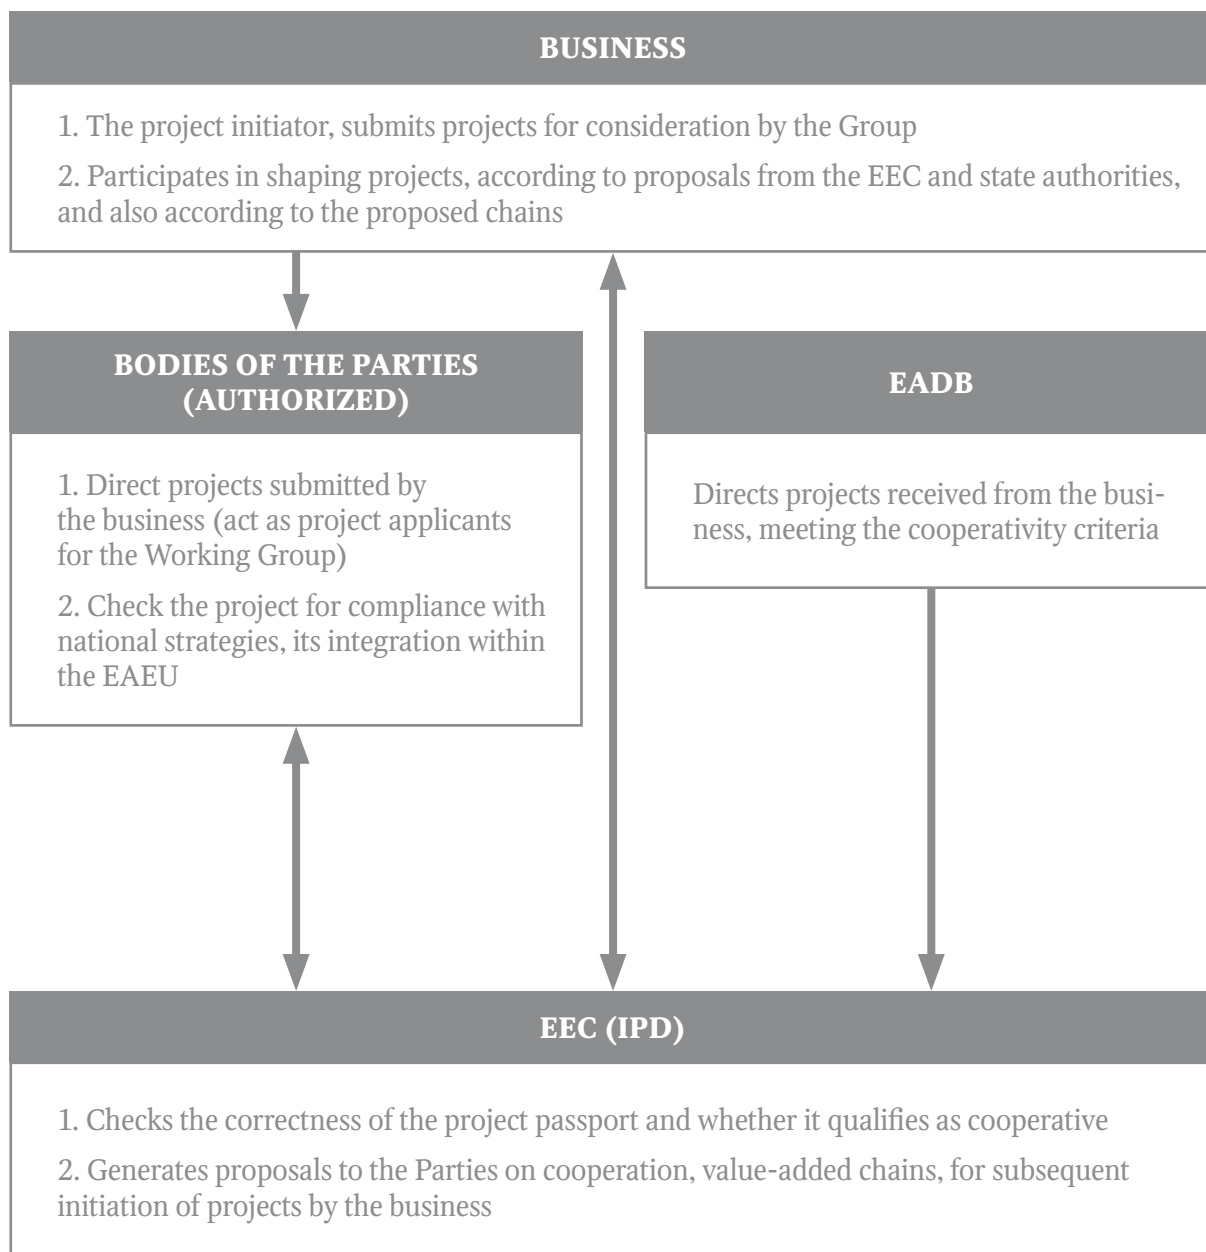 BUSINESS
1. The project initiator, submits projects for consideration by the Group
2. Participates in shaping projects, according to proposals from the EEC and state authorities,
and also according to the proposed chains
BODIES OF THE PARTIES
(AUTHORIZED)
1. Direct projects submitted by
the business (act as project applicants
for the Working Group)
2. Check the project for compliance with
national strategies, its integration within
the EAEU
EADB
Directs projects received from the busi-
ness, meeting the cooperativity criteria
EEC (IPD)
1. Checks the correctness of the project passport and whether it qualifies as cooperative
2. Generates proposals to the Parties on cooperation, value-added chains, for subsequent
initiation of projects by the business